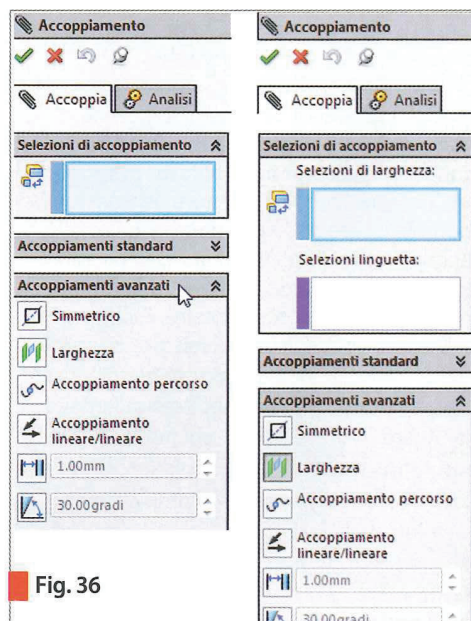 Accoppiamento
Accoppia
Analisi
Selezioni di accoppiamento
Accoppiamenti standard
Accoppiamenti avanzati
Simmetrico
Larghezza
Accoppiamento percorso
Accoppiamento
lineare/lineare
1.00mm
30.00gradi
Fig. 36
Accoppiamento
Accoppia
Analisi
Selezioni di accoppiamento
Selezioni di larghezza:
Selezioni linguetta:
Accoppiamenti standard
Accoppiamenti avanzati
Simmetrico
Larghezza
Accoppiamento percorso
Accoppiamento
lineare/lineare
1.00mm
30.00gradi